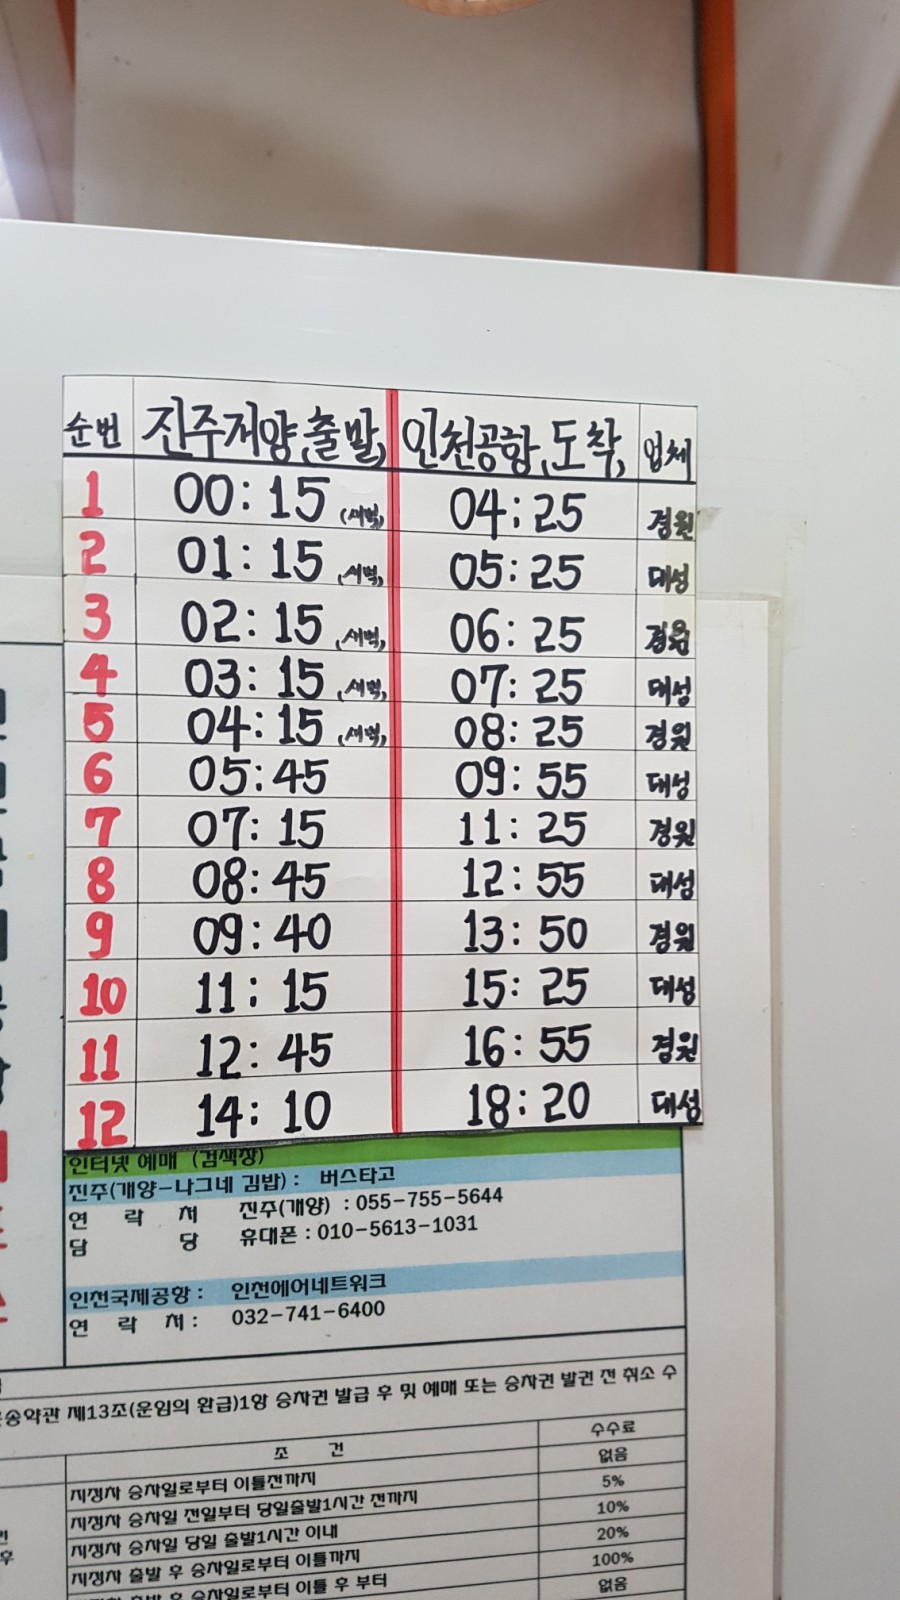 순번 진주개양(출발) 인천공항(도착) 업체
1 00:15 (새벽) 04:25 경원
2 01:15 (새벽) 05:25 대성
3 02:15 (새벽) 06:25 경원
4 03:15 (새벽) 07:25 대성
5 04:15 (새벽) 08:25 경원
6 05:45 09:55 대성
7 07:15 11:25 경원
8 08:45 12:55 대성
9 09:40 13:50 경원
10 11:15 15:25 대성
11 12:45 16:55 경원
12 14:10 18:20 대성
인터넷 예매 (검색창)
진주(개양-나그네 김밥) : 버스타고
연 락 처 진주(개양) : 055-755-5644
담 당 휴대폰 : 010-5613-1031
인천국제공항 : 인천에어네트워크
연 락 처 : 032-741-6400
송약관 제13조(운임의 환급)1항 승차권 발급 후 및 예매 또는 승차권 발권 전 취소 수
조 건 수수료
없음
지정차 승차일로부터 이틀전까지 5%
지정차 승차일 전일부터 당일출발1시간 전까지 10%
지정차 승차일 당일 출발1시간 이내 20%
지정차 출발 후 승차일로부터 이틀까지 100%
출발 후 승차일로부터 이틀 후 부터 없음